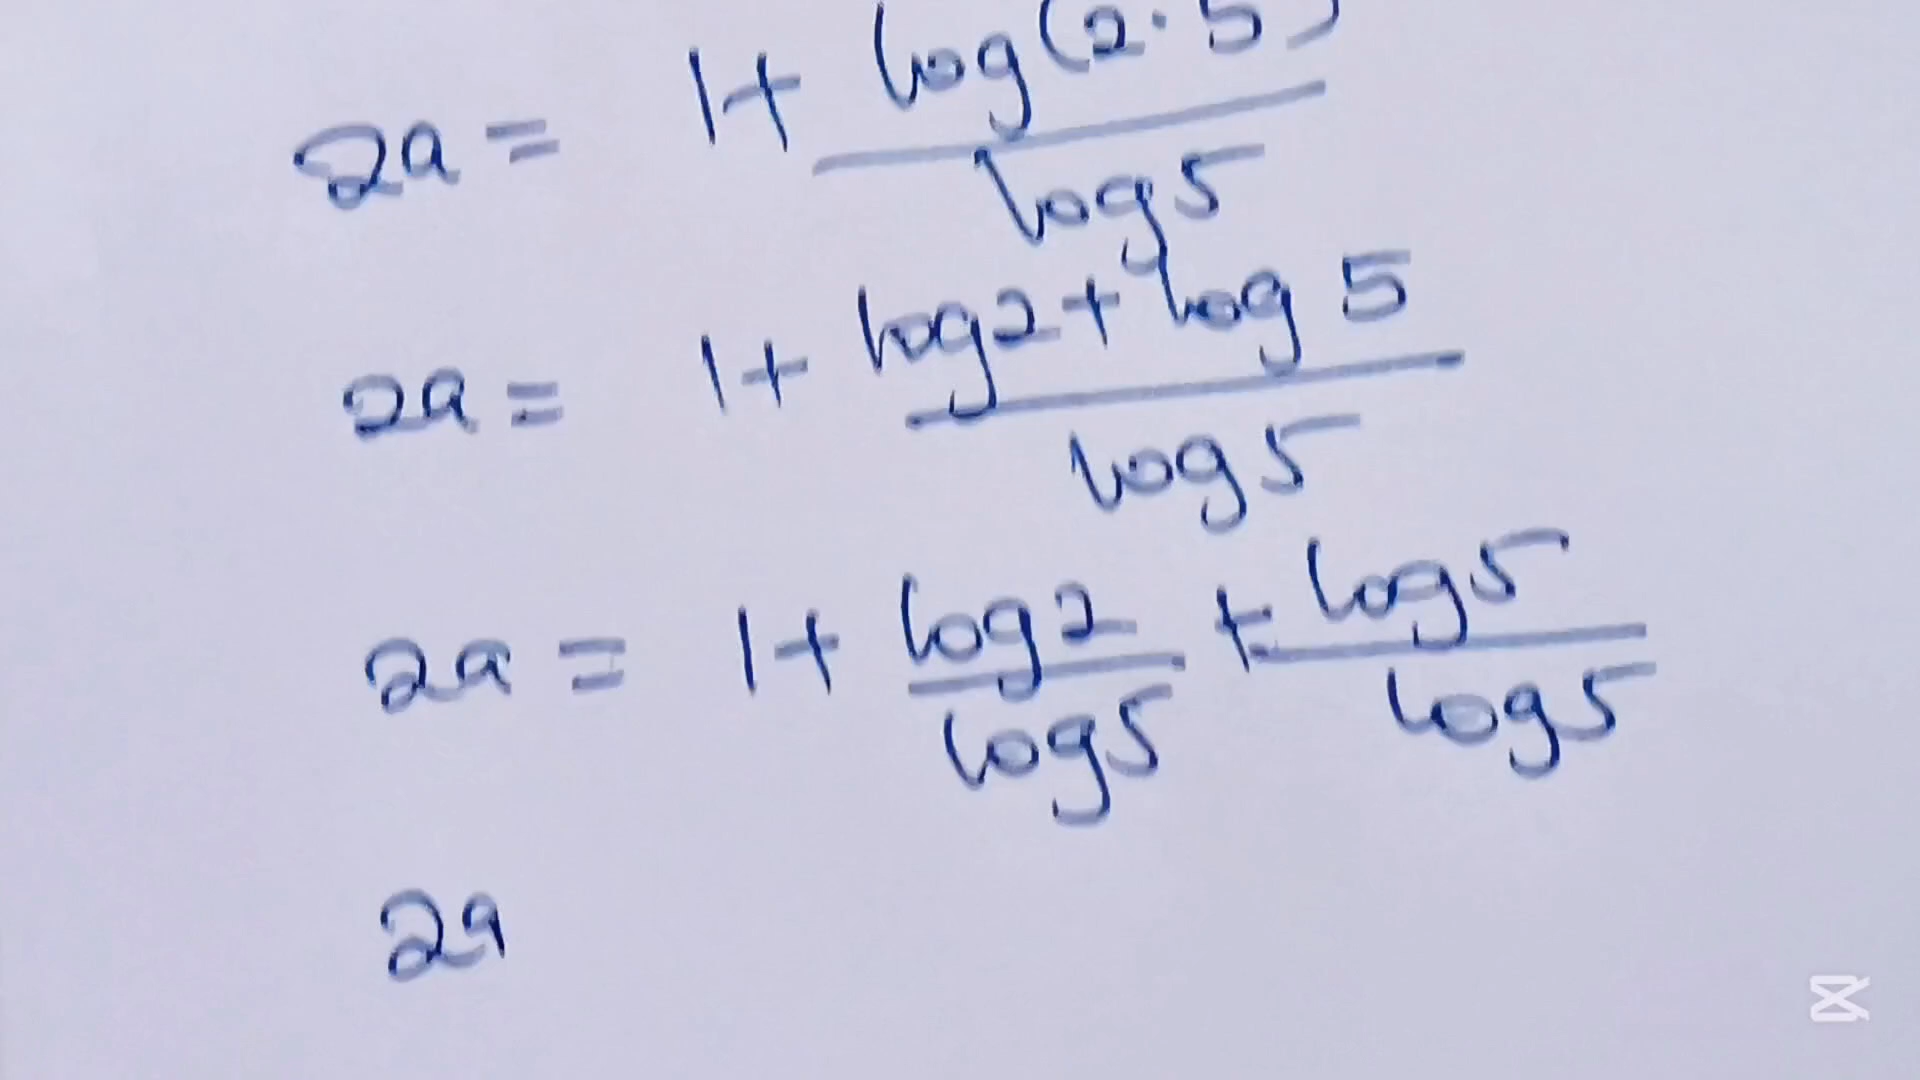 2a = 1 + log(2·5) / log5
2a = 1 + log2 + log 5 / log5
2a = 1 + log2 / log5 + log5 / log5
2a